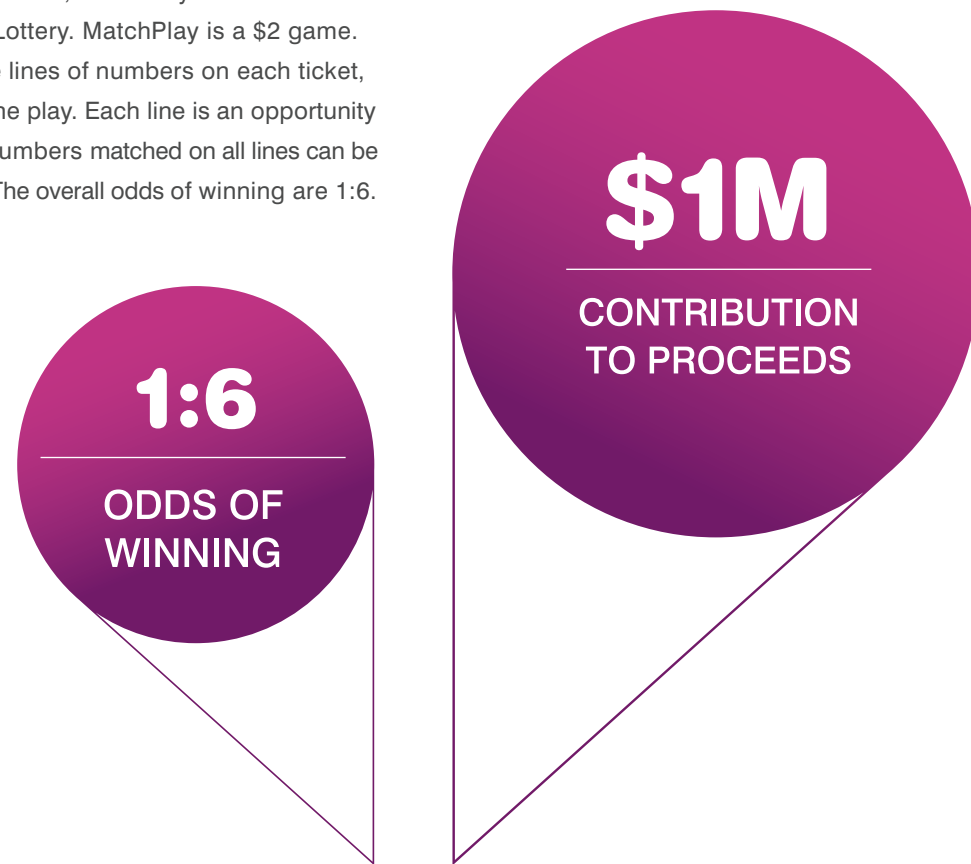 Lottery. MatchPlay is a $2 game.
lines of numbers on each ticket,
play. Each line is an opportunity
numbers matched on all lines can be
The overall odds of winning are 1:6.
$1M
CONTRIBUTION
TO PROCEEDS
1:6
ODDS OF
WINNING